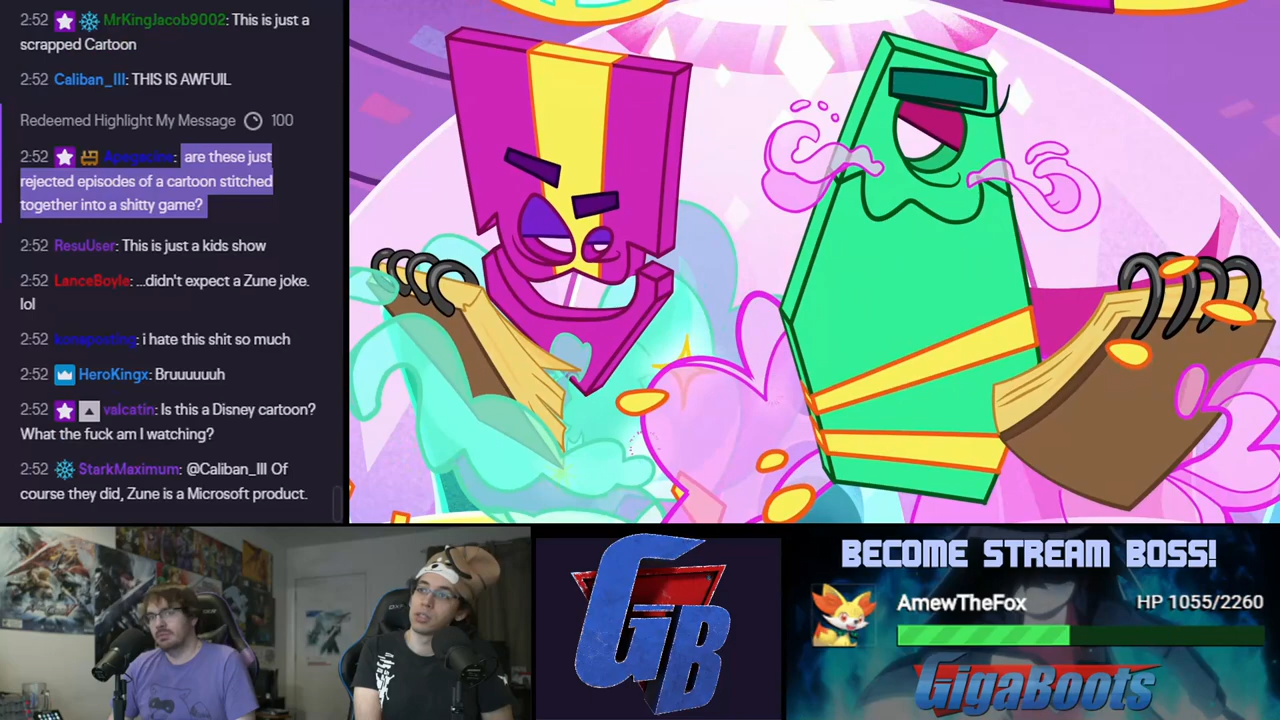 2:52 MrKingJacob9002: This is just a
scrapped Cartoon
2:52 Caliban_III: THIS IS AWFUlL
Redeemed Highlight My Message 100
2:52 Apegacine: are these just
rejected episodes of a cartoon stitched
together into a shitty game?
2:52 ResuUser: This is just a kids show
2:52 LanceBoyle: ...didn't expect a Zune joke.
lol
2:52 boneposting: i hate this shit so much
2:52 HeroKingx: Bruuuuuh
2:52 valcatin: Is this a Disney cartoon?
What the fuck am I watching?
2:52 StarkMaximum: @Caliban_III Of
course they did, Zune is a Microsoft product.
GB
BECOME STREAM BOSS!
AmewTheFox HP 1055/2260
GIGABOOTS